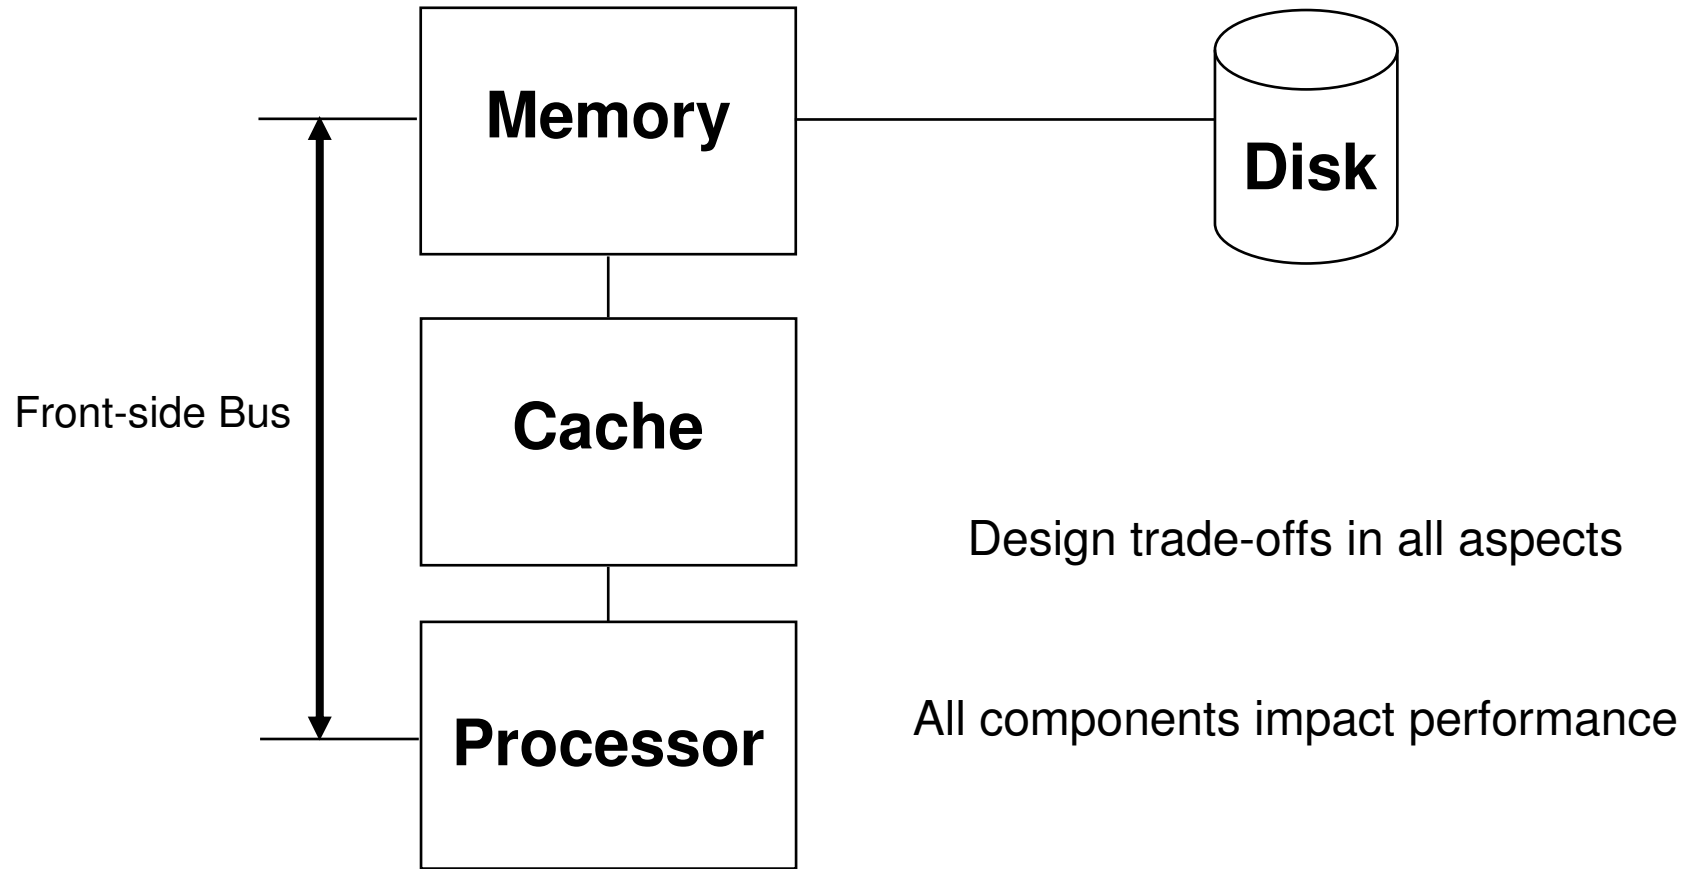 Memory
Disk
Front-side Bus
Cache
Design trade-offs in all aspects
All components impact performance
Processor